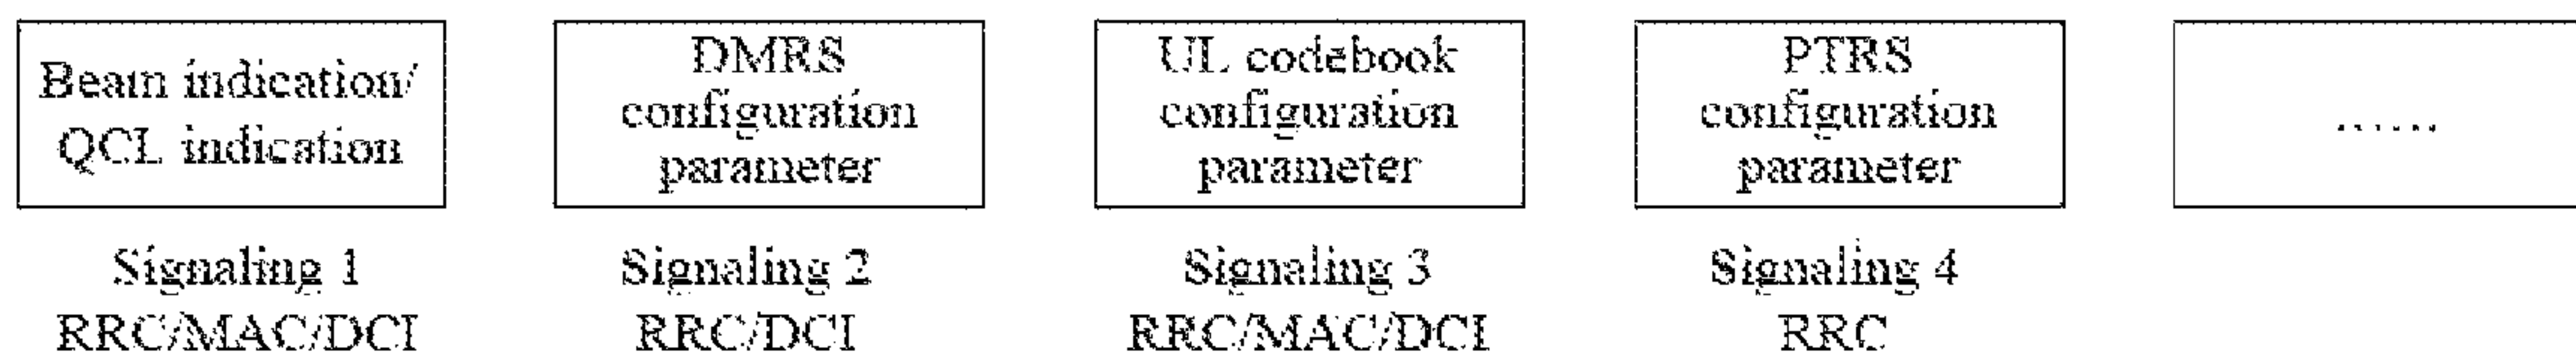 Beam indication/
QCL indication
DMRS
configuration
parameter
UL codebook
configuration
parameter
PTRS
configuration
parameter
......
Signaling 1
RRC/MAC/DCI
Signaling 2
RRC/DCI
Signaling 3
RRC/MAC/DCI
Signaling 4
RRC